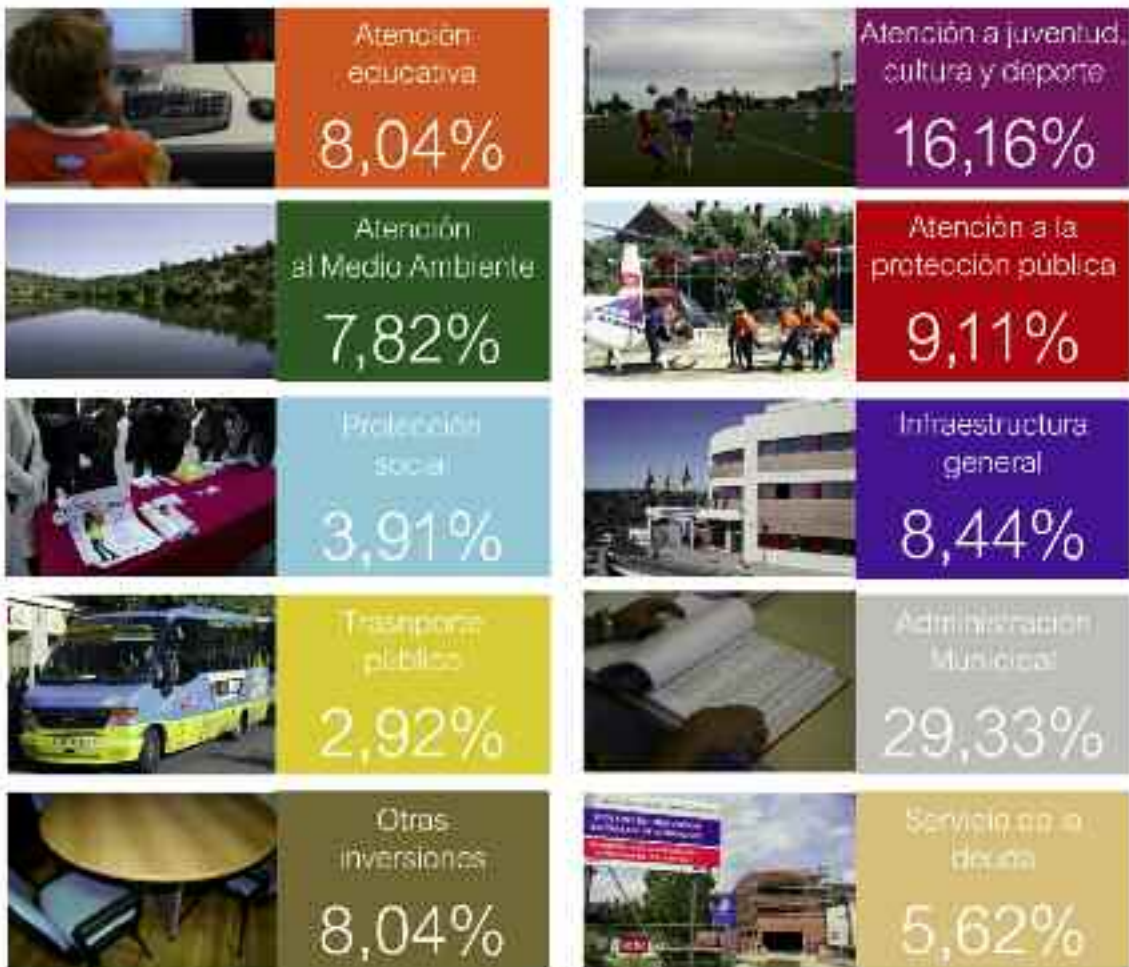 Atención
educativa
8,04%
Atención a juventud,
cultura y deporte
16,16%
Atención
al Medio Ambiente
7,82%
Atención a la
protección pública
9,11%
Protección
social
3,91%
Infraestructura
general
8,44%
Trasnporte
público
2,92%
Administración
Municipal
29,33%
Otras
inversiones
8,04%
Servicio de la
deuda
5,62%